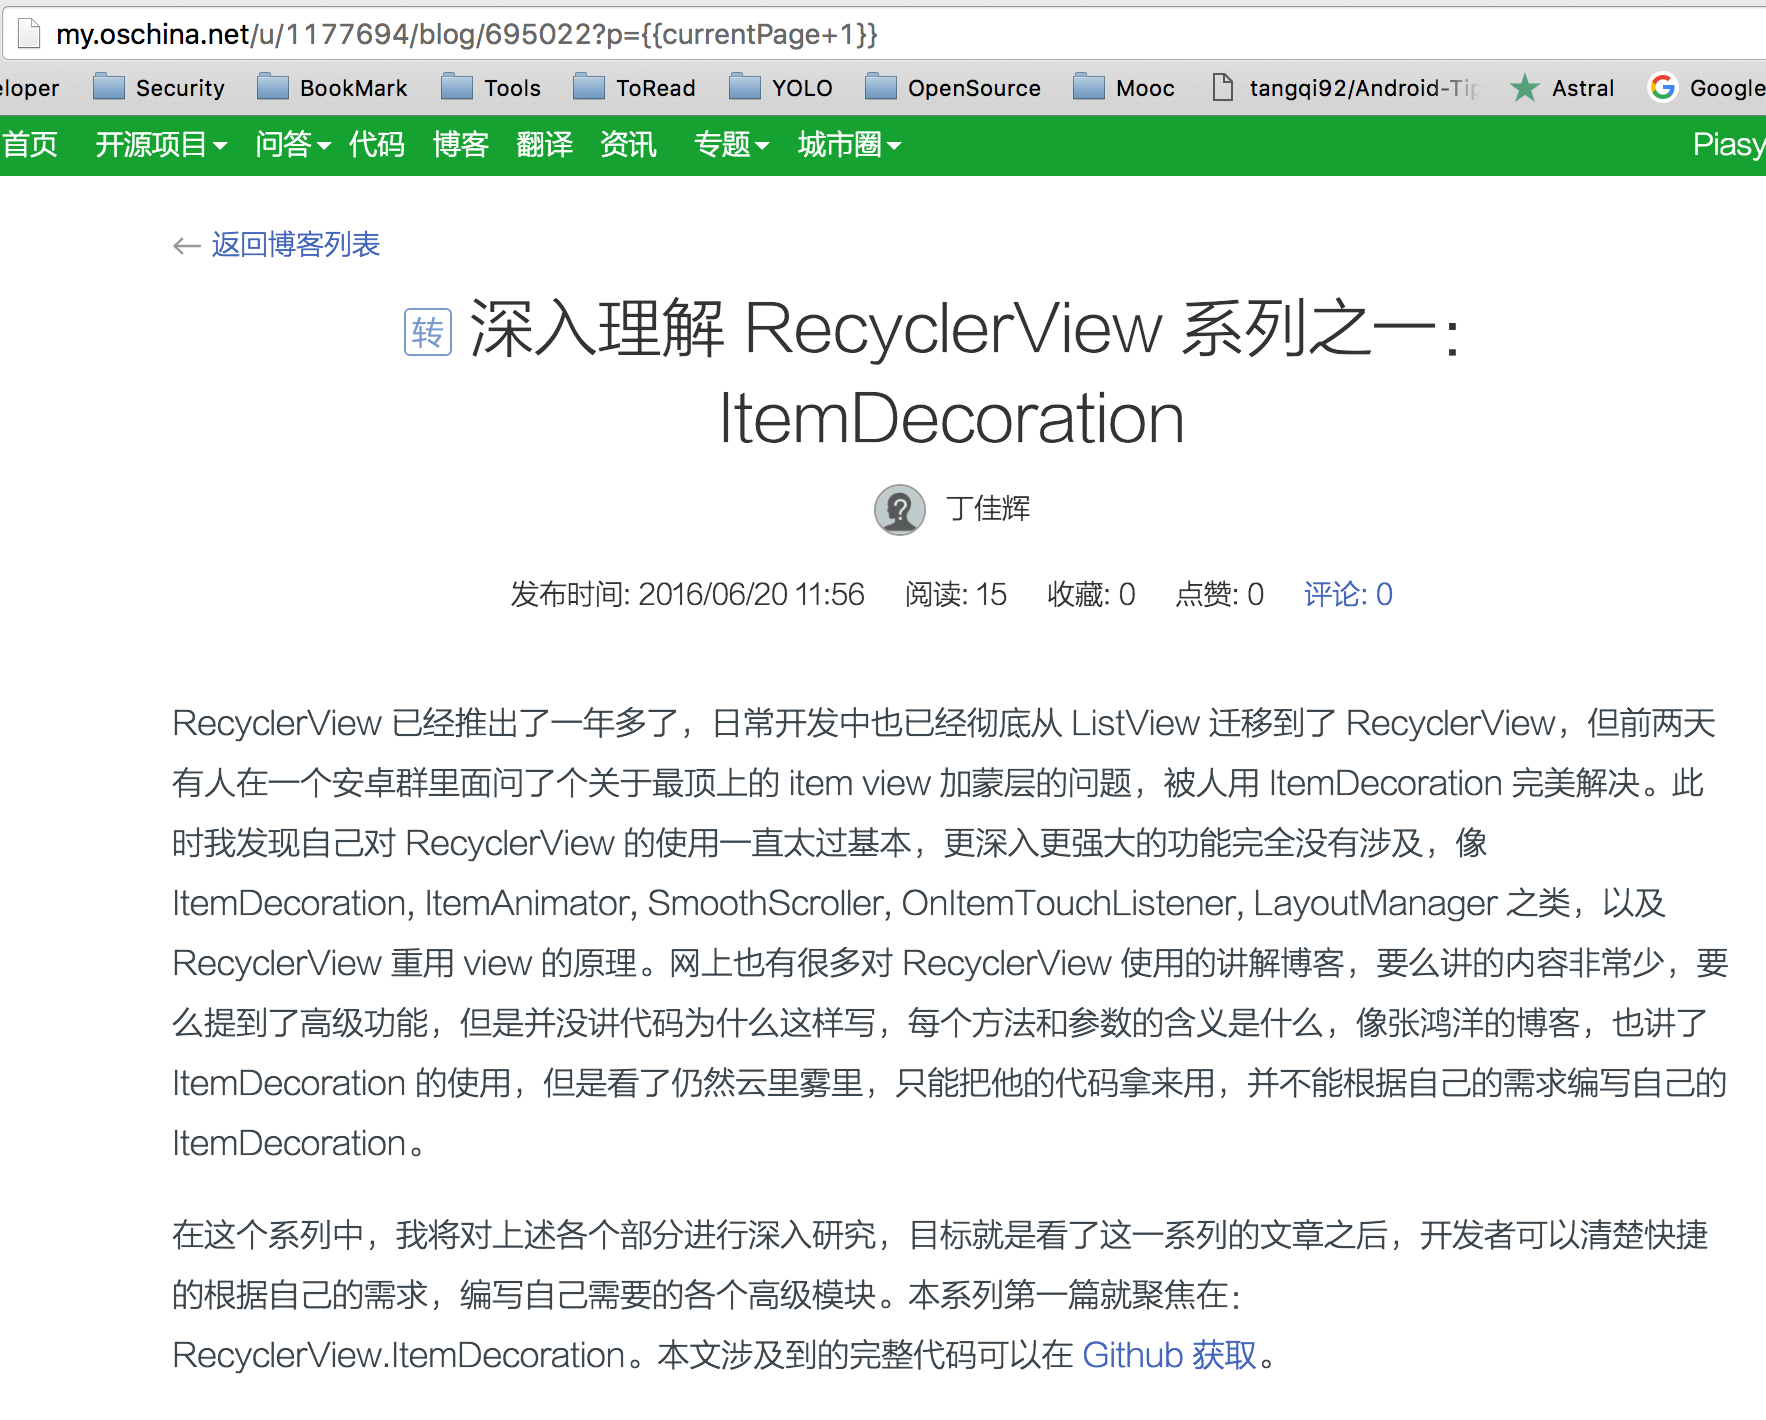 my.oschina.net/u/1177694/blog/695022?p={{currentPage+1}}
eloper Security BookMark Tools ToRead YOLO OpenSource Mooc tangqi92/Android-Tip Astral Google
首页 开源项目 问答 代码 博客 翻译 资讯 专题 城市圈 Piasy
← 返回博客列表
转 深入理解 RecyclerView 系列之一：
ItemDecoration
丁佳辉
发布时间: 2016/06/20 11:56 阅读: 15 收藏: 0 点赞: 0 评论: 0
RecyclerView 已经推出了一年多了，日常开发中也已经彻底从 ListView 迁移到了 RecyclerView，但前两天
有人在一个安卓群里面问了个关于最顶上的 item view 加蒙层的问题，被人用 ItemDecoration 完美解决。此
时我发现自己对 RecyclerView 的使用一直太过基本，更深入更强大的功能完全没有涉及，像
ItemDecoration, ItemAnimator, SmoothScroller, OnItemTouchListener, LayoutManager 之类，以及
RecyclerView 重用 view 的原理。网上也有很多对 RecyclerView 使用的讲解博客，要么讲的内容非常少，要
么提到了高级功能，但是并没讲代码为什么这样写，每个方法和参数的含义是什么，像张鸿洋的博客，也讲了
ItemDecoration 的使用，但是看了仍然云里雾里，只能把他的代码拿来用，并不能根据自己的需求编写自己的
ItemDecoration。
在这个系列中，我将对上述各个部分进行深入研究，目标就是看了这一系列的文章之后，开发者可以清楚快捷
的根据自己的需求，编写自己需要的各个高级模块。本系列第一篇就聚焦在：
RecyclerView.ItemDecoration。本文涉及到的完整代码可以在 Github 获取。